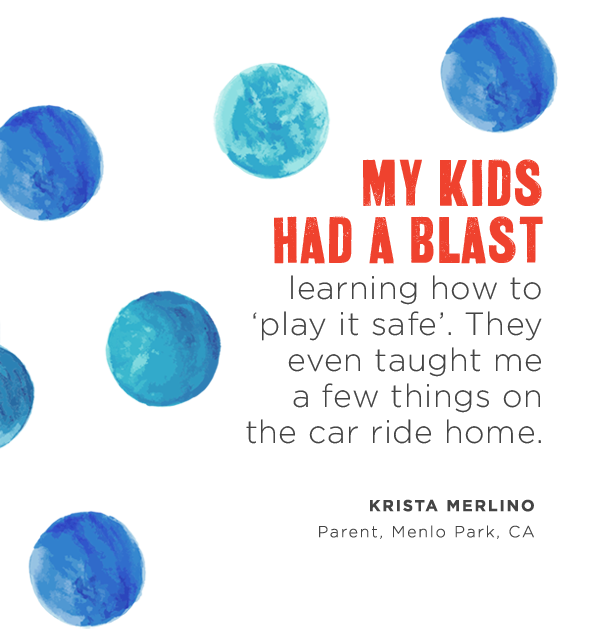 MY KIDS
HAD A BLAST
learning how to
‘play it safe’. They
even taught me
a few things on
the car ride home.
KRISTA MERLINO
Parent, Menlo Park, CA